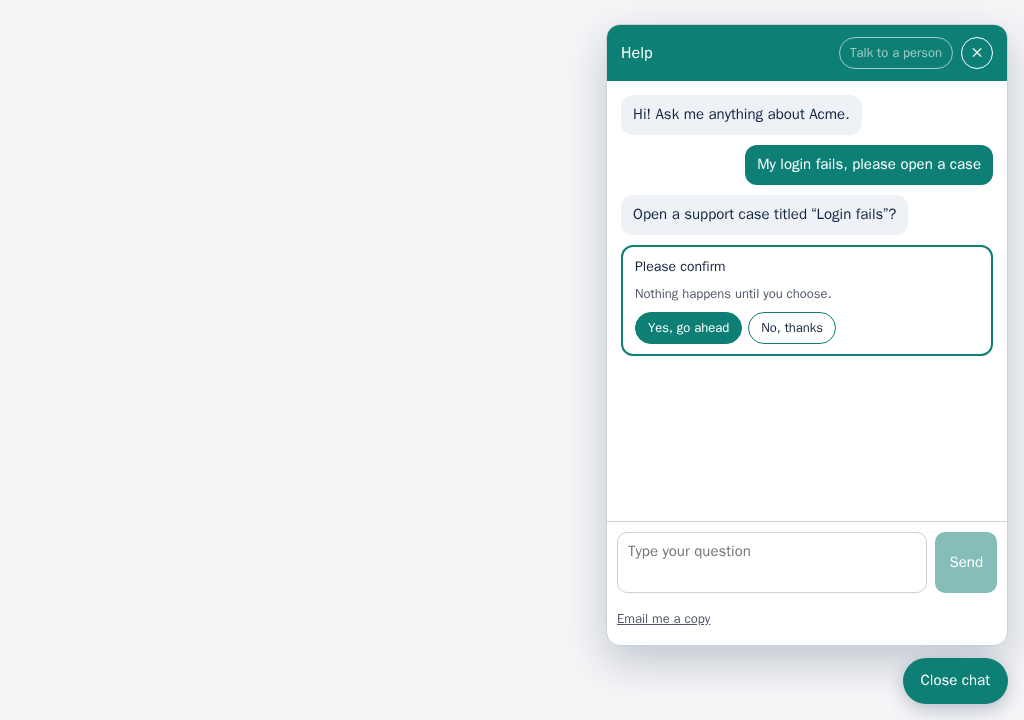 Help
Talk to a person
×
Hi! Ask me anything about Acme.
My login fails, please open a case
Open a support case titled “Login fails”?
Please confirm
Nothing happens until you choose.
Yes, go ahead
No, thanks
Type your question
Send
Email me a copy
Close chat